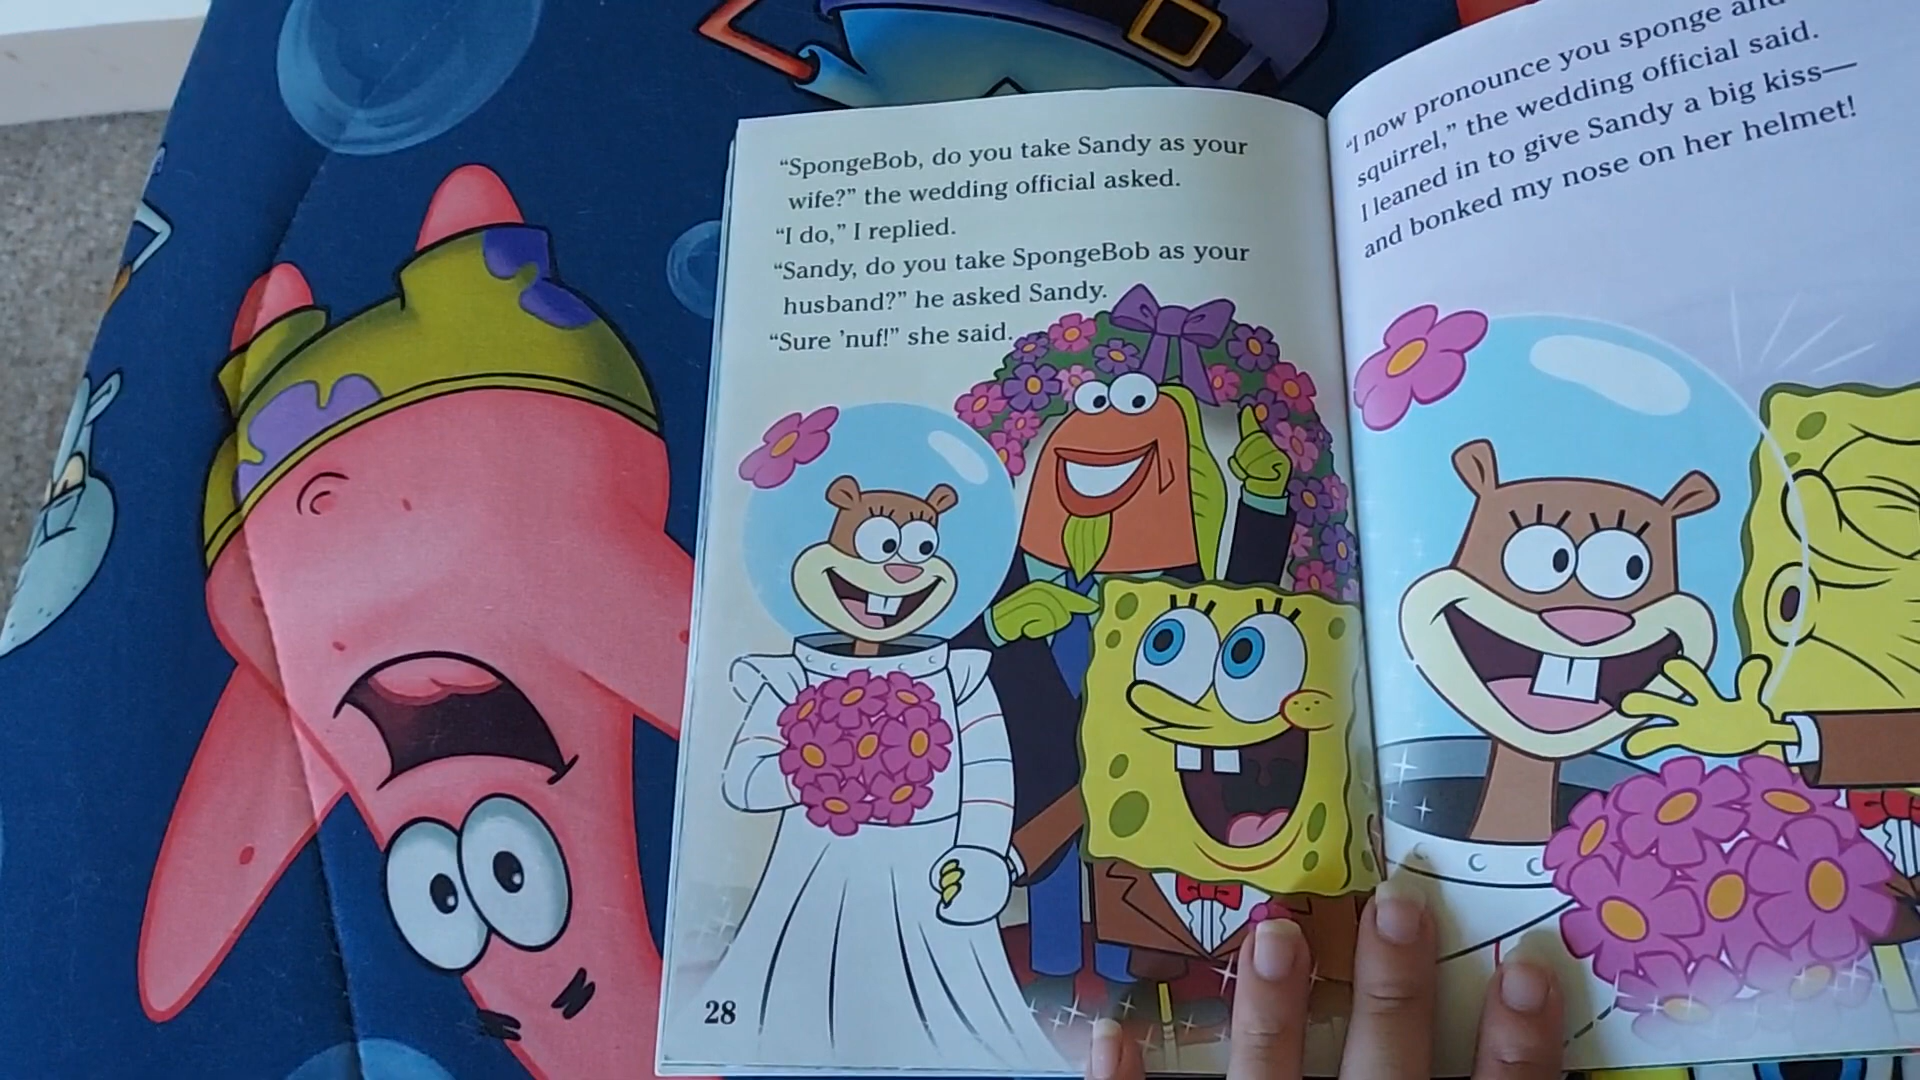 “SpongeBob, do you take Sandy as your
wife?” the wedding official asked.
“I do,” I replied.
“Sandy, do you take SpongeBob as your
husband?” he asked Sandy.
“Sure ’nuf!” she said.
28
“I now pronounce you sponge and
squirrel,” the wedding official said.
I leaned in to give Sandy a big kiss—
and bonked my nose on her helmet!